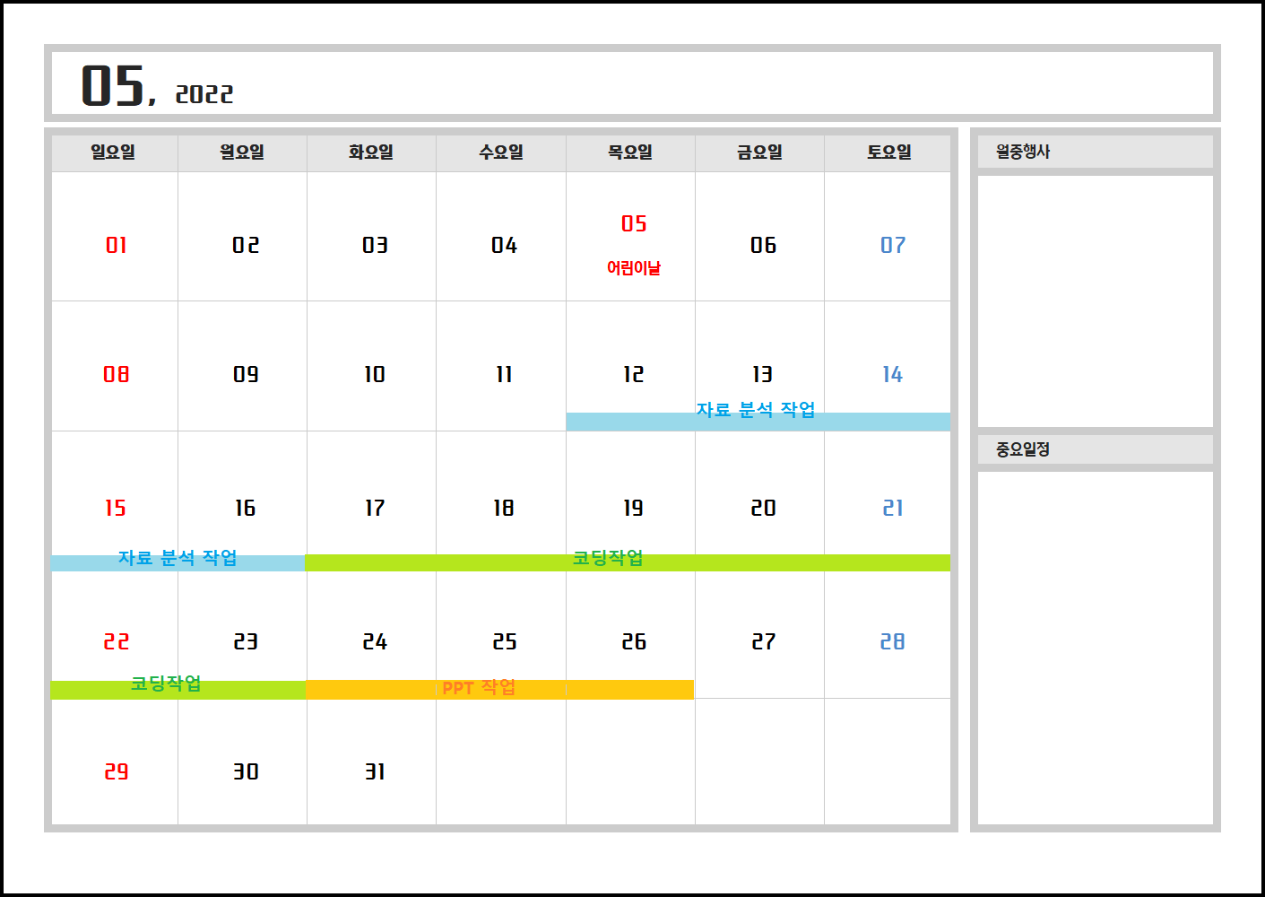 05, 2022
일요일 월요일 화요일 수요일 목요일 금요일 토요일 월중행사
01 02 03 04 05 06 07
어린이날
08 09 10 11 12 13 14
자료 분석 작업
중요일정
15 16 17 18 19 20 21
자료 분석 작업 코딩작업
22 23 24 25 26 27 28
코딩작업 PPT 작업
29 30 31